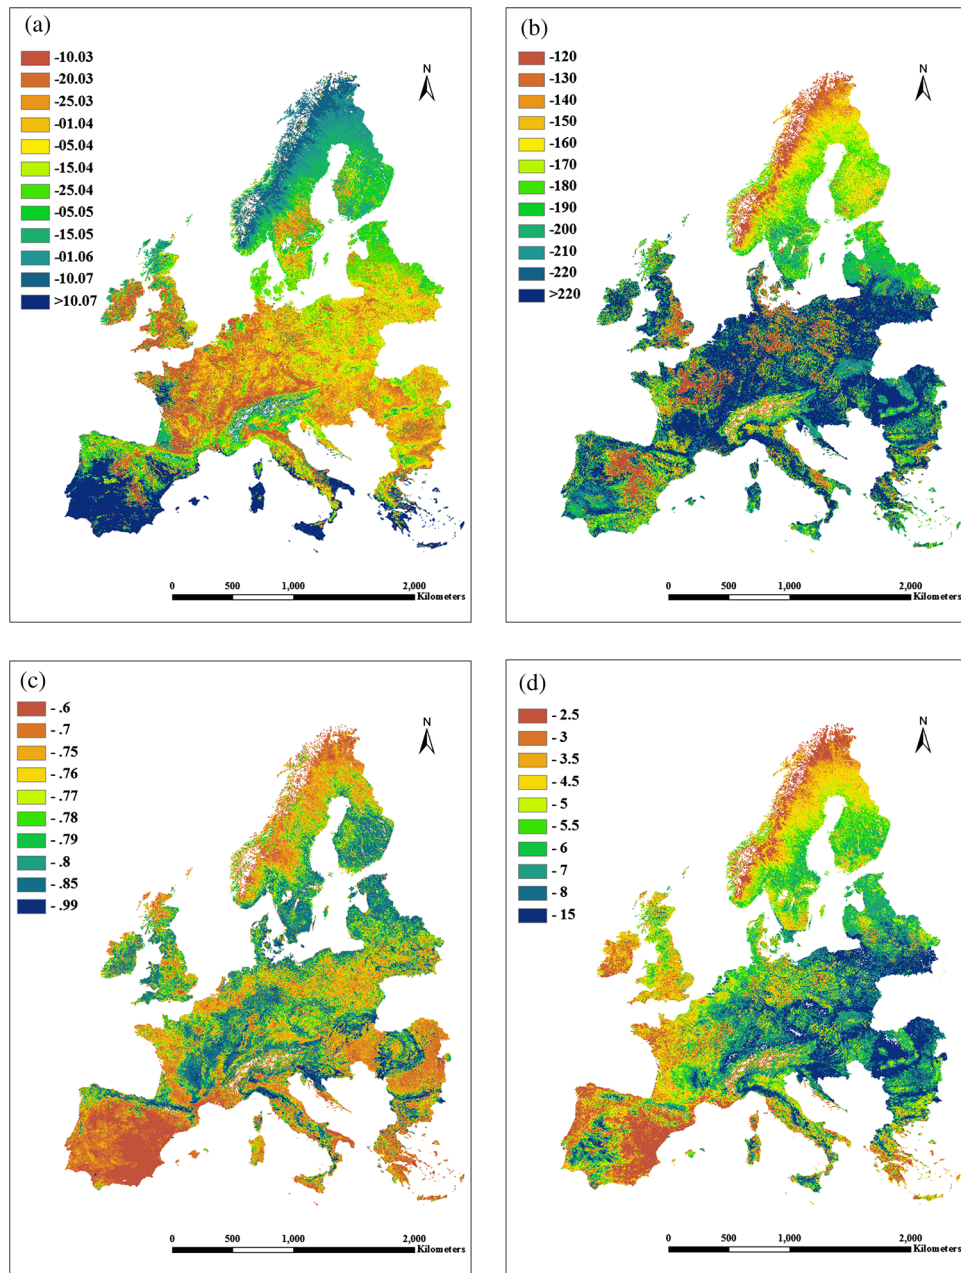 (a)
-10.03
-20.03
-25.03
-01.04
-05.04
-15.04
-25.04
-05.05
-15.05
-01.06
-10.07
>10.07
N
0 500 1,000 2,000
Kilometers
(b)
-120
-130
-140
-150
-160
-170
-180
-190
-200
-210
-220
>220
N
0 500 1,000 2,000
Kilometers
(c)
- .6
- .7
- .75
- .76
- .77
- .78
- .79
- .8
- .85
- .99
N
0 500 1,000 2,000
Kilometers
(d)
- 2.5
- 3
- 3.5
- 4.5
- 5
- 5.5
- 6
- 7
- 8
- 15
N
0 500 1,000 2,000
Kilometers